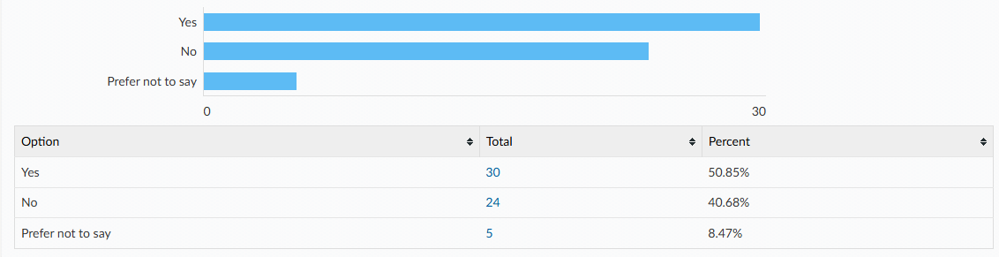 Yes
No
Prefer not to say
0 30
Option Total Percent
Yes 30 50.85%
No 24 40.68%
Prefer not to say 5 8.47%